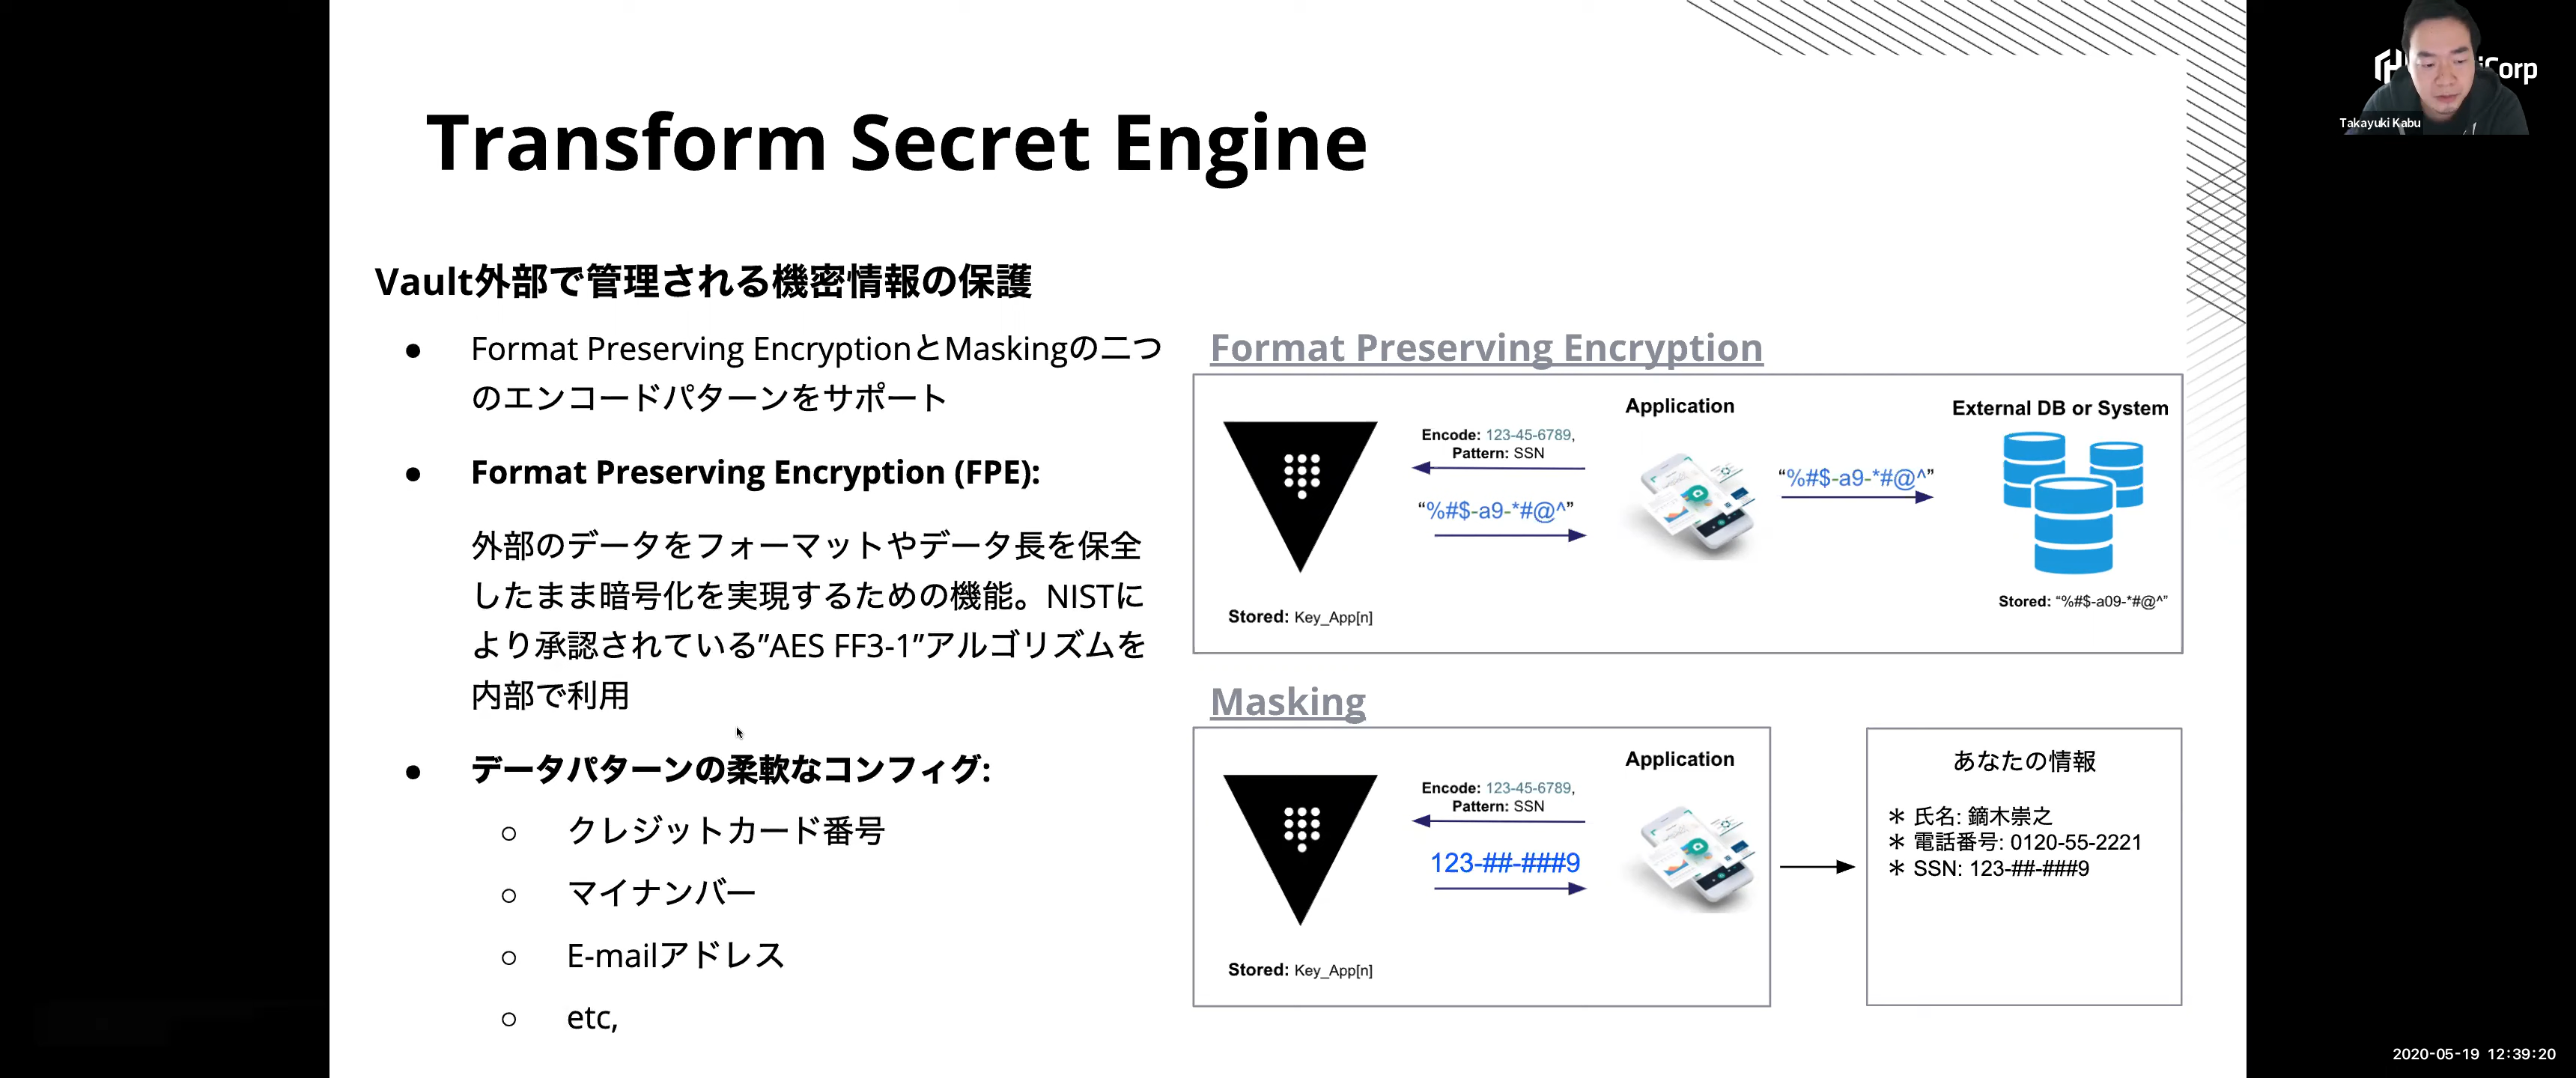 Transform Secret Engine
Vault外部で管理される機密情報の保護
● Format Preserving EncryptionとMaskingの二つ
のエンコードパターンをサポート
● Format Preserving Encryption (FPE):
外部のデータをフォーマットやデータ長を保全
したまま暗号化を実現するための機能。NISTに
より承認されている”AES FF3-1”アルゴリズムを
内部で利用
● データパターンの柔軟なコンフィグ:
○ クレジットカード番号
○ マイナンバー
○ E-mailアドレス
○ etc,
Format Preserving Encryption
Encode: 123-45-6789,
Pattern: SSN
“%#$-a9-*#@^”
Stored: Key_App[n]
Application
“%#$-a9-*#@^”
External DB or System
Stored: “%#$-a09-*#@^”
Masking
Encode: 123-45-6789,
Pattern: SSN
123-##-###9
Stored: Key_App[n]
Application
あなたの情報
＊ 氏名: 鏑木崇之
＊ 電話番号: 0120-55-2221
＊ SSN: 123-##-###9
Takayuki Kabu
2020-05-19 12:39:20